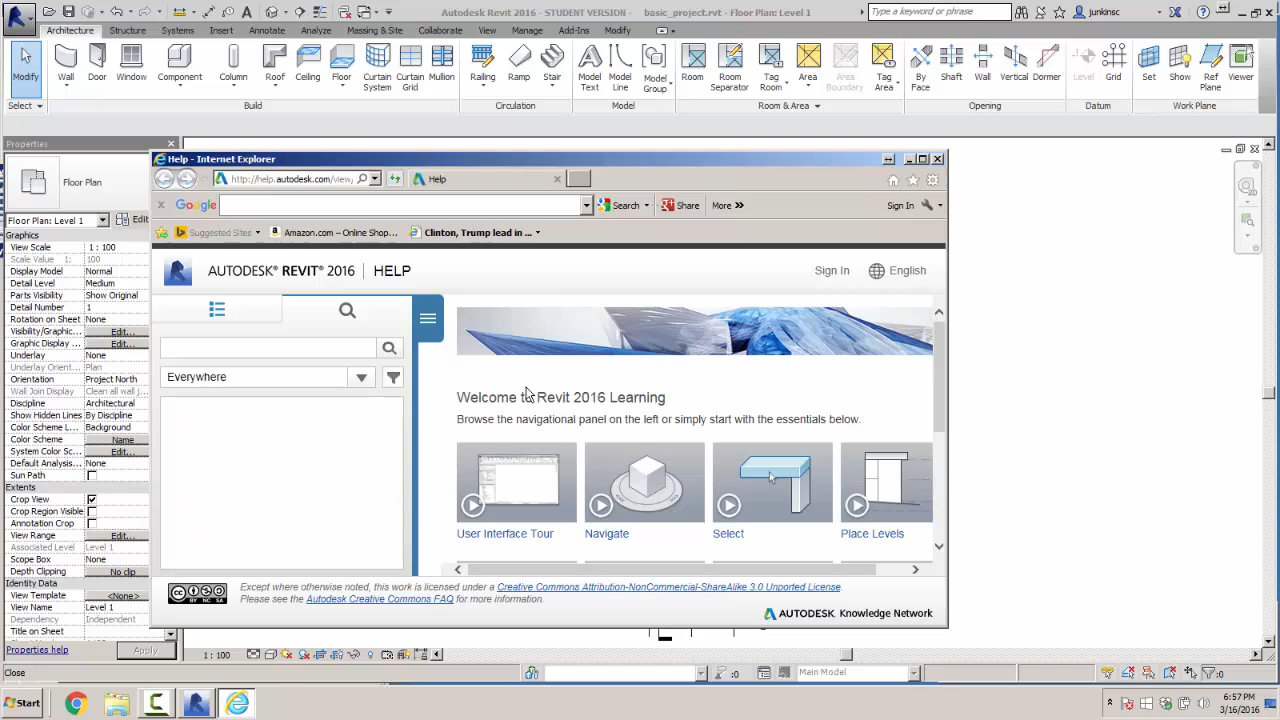 Autodesk Revit 2016 - STUDENT VERSION - basic_project.rvt - Floor Plan: Level 1
Type a keyword or phrase
junkinsc
Architecture Structure Systems Insert Annotate Analyze Massing & Site Collaborate View Manage Add-Ins Modify
Modify Wall Door Window Component Column Roof Ceiling Floor Curtain System Curtain Grid Mullion Railing Ramp Stair Model Text Model Line Model Group Room Room Separator Tag Room Area Area Boundary Tag Area By Face Shaft Wall Vertical Dormer Level Grid Set Show Ref Plane Viewer
Select Build Circulation Model Room & Area Opening Datum Work Plane
Properties
Floor Plan
Floor Plan: Level 1 Edit
Graphics
View Scale 1 : 100
Scale Value 1: 100
Display Model Normal
Detail Level Medium
Parts Visibility Show Original
Detail Number 1
Rotation on Sheet None
Visibility/Graphic... Edit...
Graphic Display ... Edit...
Underlay None
Underlay Orient... Plan
Orientation Project North
Wall Join Display Clean all wall j...
Discipline Architectural
Show Hidden Lines By Discipline
Color Scheme L... Background
Color Scheme Name
System Color Sc... Edit...
Default Analysis... None
Sun Path
Extents
Crop View
Crop Region Visible
Annotation Crop
View Range Edit...
Associated Level Level 1
Scope Box None
Depth Clipping No clip
Identity Data
View Template <None>
View Name Level 1
Dependency Independent
Title on Sheet
Properties help Apply
Help - Internet Explorer
http://help.autodesk.com/view, Help
Google Search Share More » Sign In
Suggested Sites Amazon.com – Online Shop... Clinton, Trump lead in ...
AUTODESK® REVIT® 2016 HELP Sign In English
Everywhere
Welcome to Revit 2016 Learning
Browse the navigational panel on the left or simply start with the essentials below.
User Interface Tour Navigate Select Place Levels
cc BY NC SA
Except where otherwise noted, this work is licensed under a Creative Commons Attribution-NonCommercial-ShareAlike 3.0 Unported License.
Please see the Autodesk Creative Commons FAQ for more information.
AUTODESK. Knowledge Network
1 : 100
Close :0 Main Model :0
Start
6:57 PM
3/16/2016